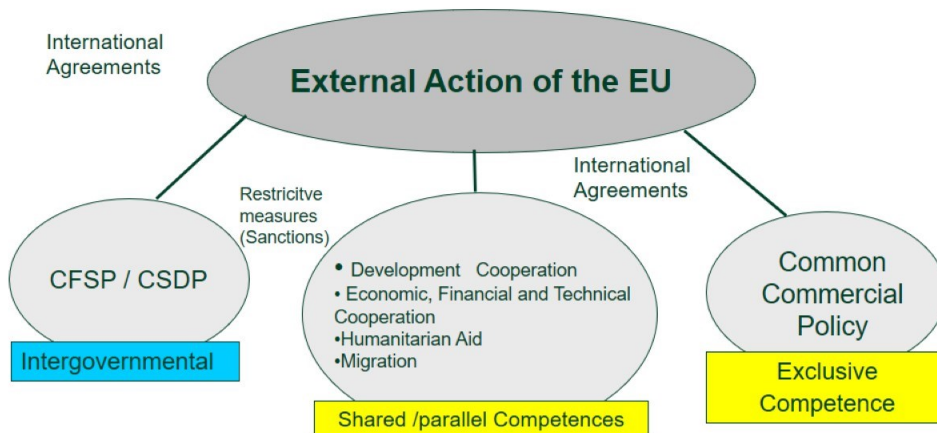 International
Agreements
External Action of the EU
International
Agreements
Restricitve
measures
(Sanctions)
CFSP / CSDP
Intergovernmental
• Development Cooperation
• Economic, Financial and Technical
Cooperation
•Humanitarian Aid
•Migration
Shared /parallel Competences
Common
Commercial
Policy
Exclusive
Competence